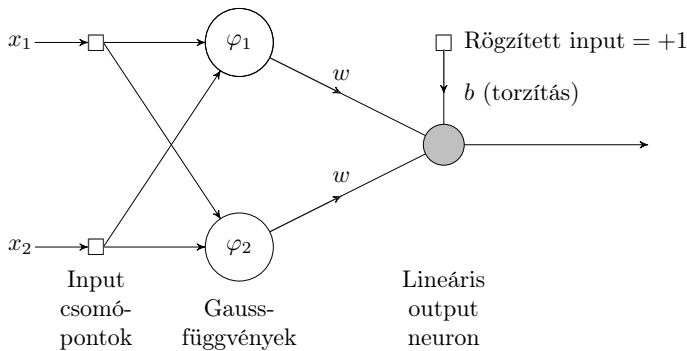 x₁
φ₁
Rögzített input = +1
w
b (torzítás)
w
x₂
φ₂
Input
csomó-
pontok
Gauss-
függvények
Lineáris
output
neuron